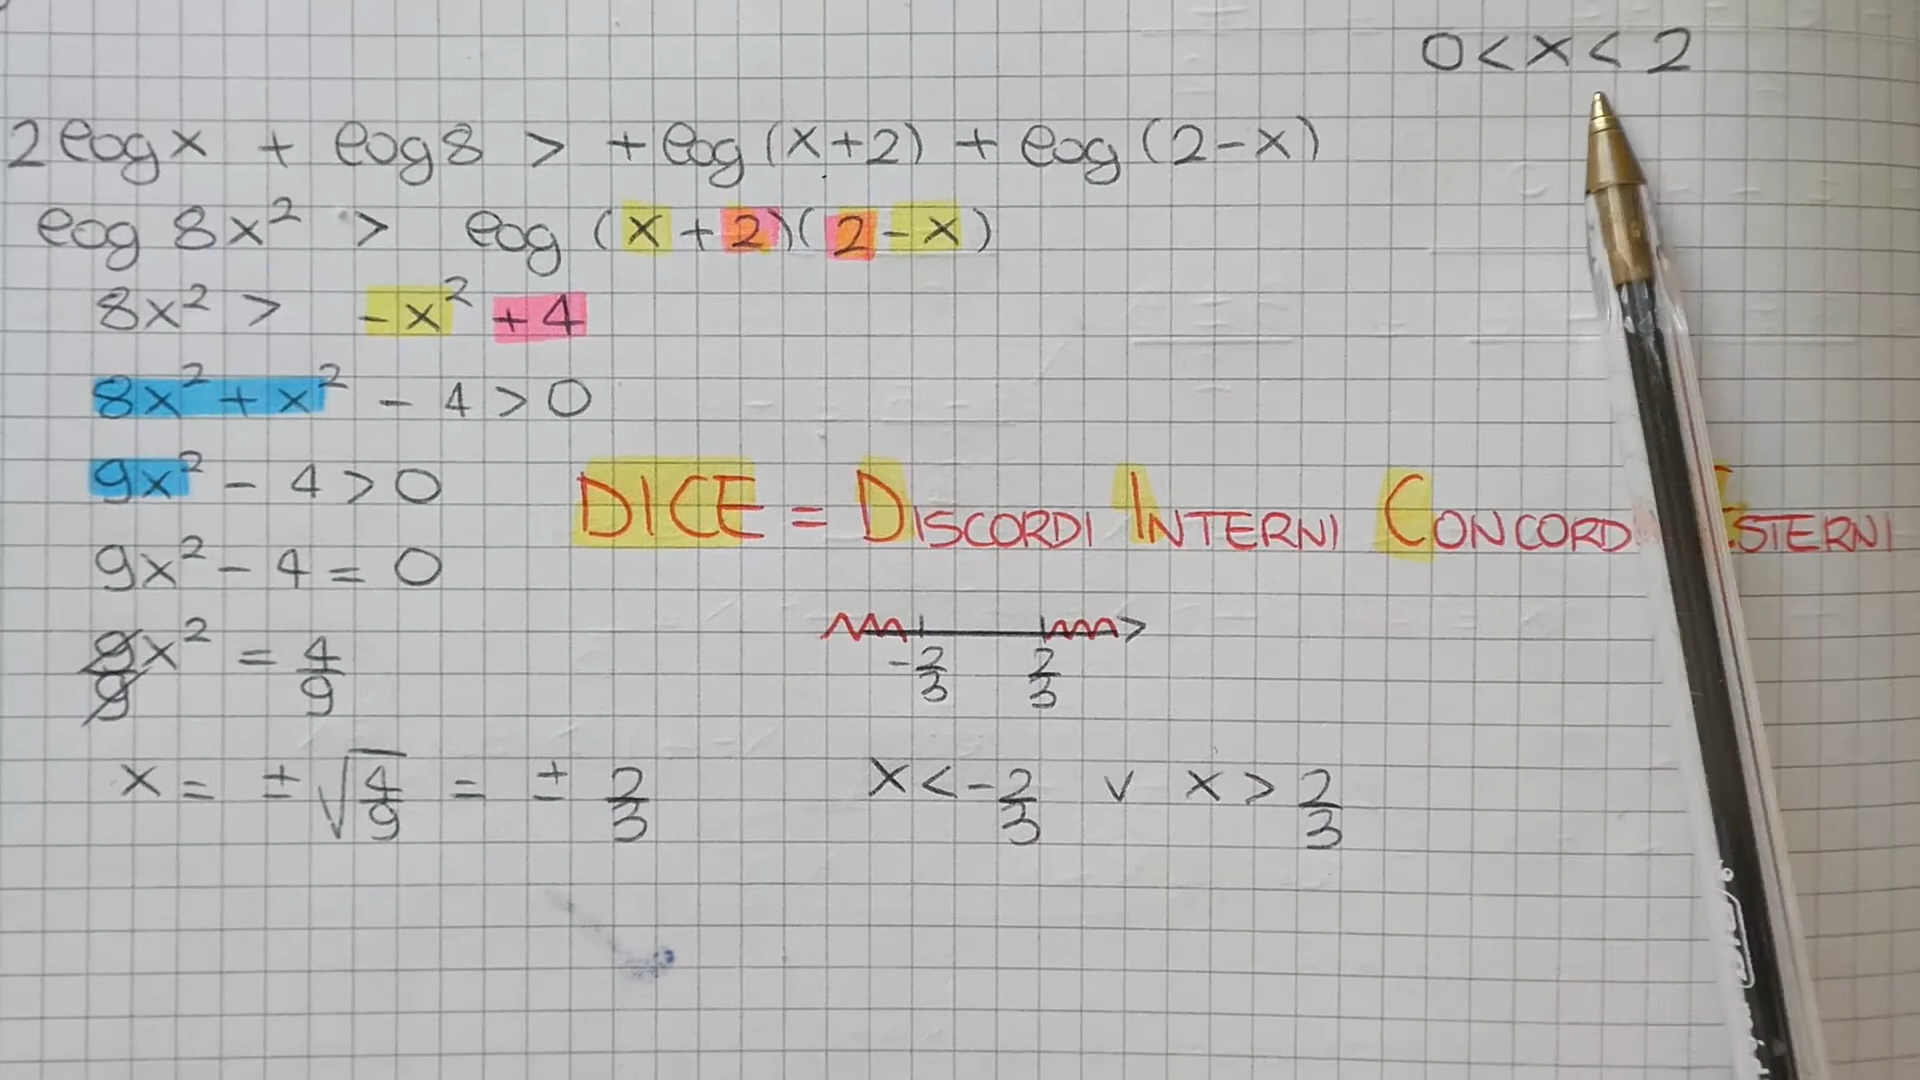 0 < x < 2
2 log x + log 8 > + log (x+2) + log (2-x)
log 8x² > log (x+2)(2-x)
8x² > -x² +4
8x² + x² - 4 > 0
9x² - 4 > 0
DICE = DISCORDI INTERNI CONCORDI ESTERNI
9x² - 4 = 0
9/9 x² = 4/9
-2/3 2/3
x = ± √4/9 = ± 2/3
x < -2/3 v x > 2/3